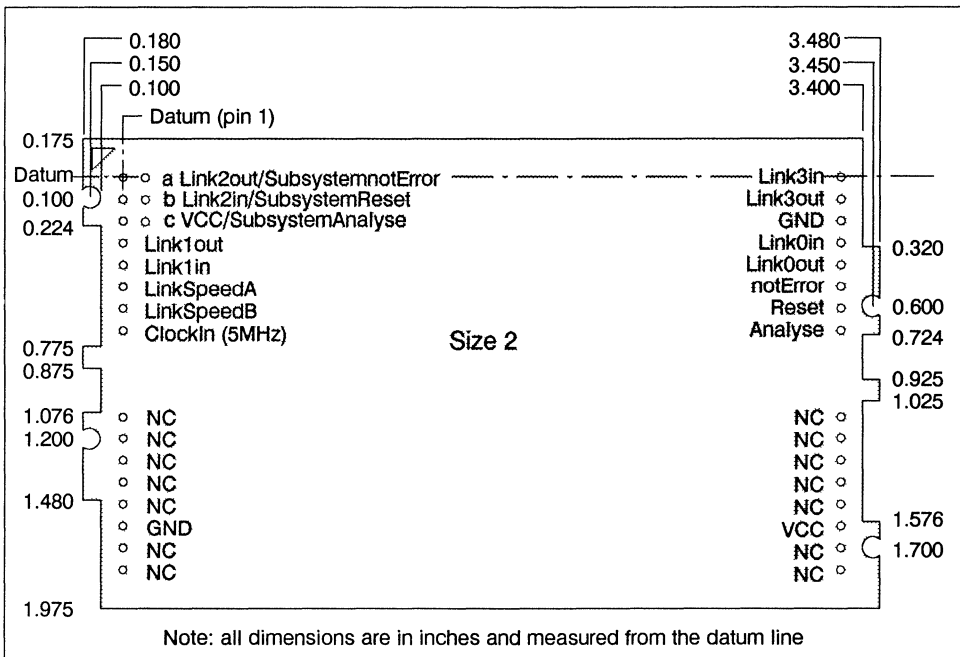 0.180 3.480
0.150 3.450
0.100 3.400
Datum (pin 1)
0.175
Datum a Link2out/SubsystemnotError Link3in
0.100 b Link2in/SubsystemReset Link3out
0.224 c VCC/SubsystemAnalyse GND
Link1out Link0in 0.320
Link1in Link0out
LinkSpeedA notError
LinkSpeedB Reset 0.600
ClockIn (5MHz) Analyse 0.724
Size 2
0.775
0.875 0.925
1.025
1.076 NC NC
1.200 NC NC
NC NC
NC NC
1.480 NC NC
GND VCC 1.576
NC NC 1.700
NC NC
1.975
Note: all dimensions are in inches and measured from the datum line